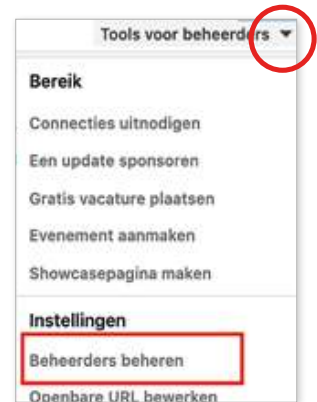 Tools voor beheerders
Bereik
Connecties uitnodigen
Een update sponsoren
Gratis vacature plaatsen
Evenement aanmaken
Showcasepagina maken
Instellingen
Beheerders beheren
Openbare URL bewerken